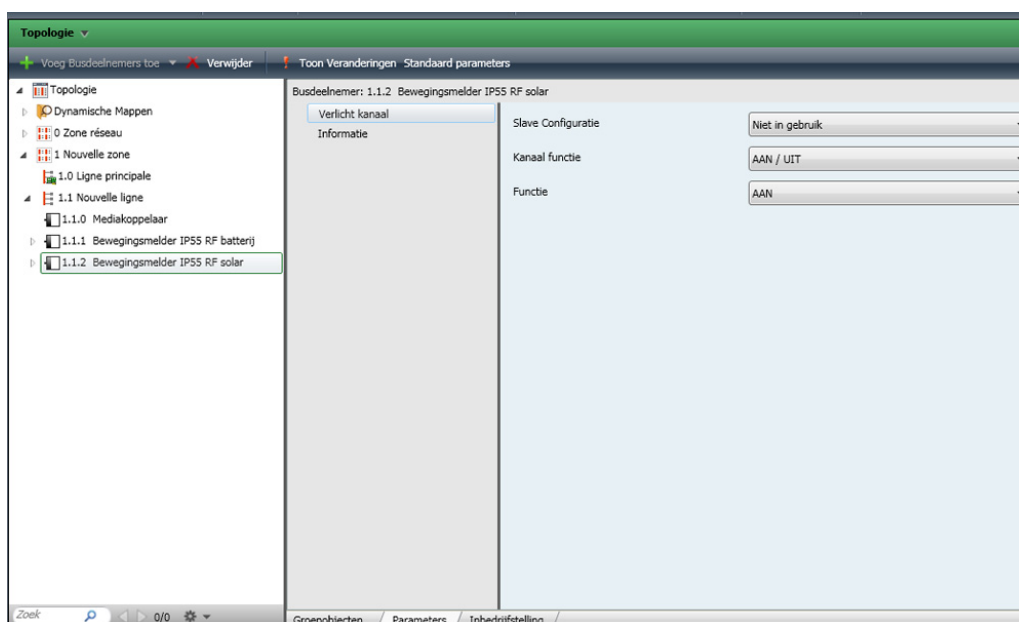 Topologie
Voeg Busdeelnemers toe Verwijder Toon Veranderingen Standaard parameters
Topologie
Dynamische Mappen
0 Zone réseau
1 Nouvelle zone
1.0 Ligne principale
1.1 Nouvelle ligne
1.1.0 Mediakoppelaar
1.1.1 Bewegingsmelder IP55 RF batterij
1.1.2 Bewegingsmelder IP55 RF solar
Zoek 0/0
Busdeelnemer: 1.1.2 Bewegingsmelder IP55 RF solar
Verlicht kanaal
Informatie
Slave Configuratie Niet in gebruik
Kanaal functie AAN / UIT
Functie AAN
Groepobjecten Parameters Inbedrijfstelling